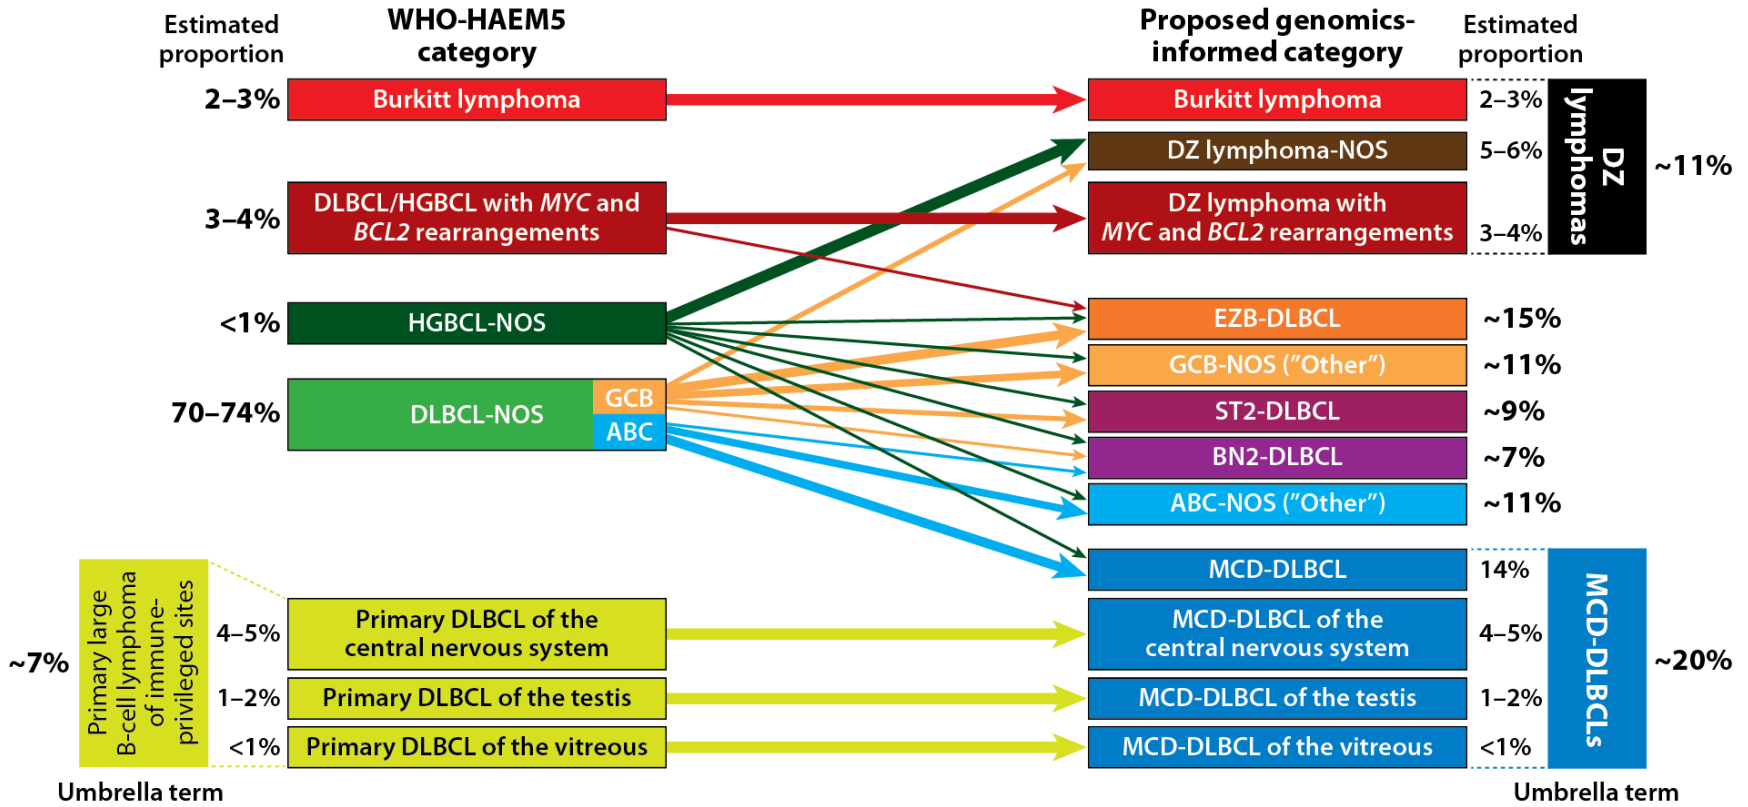 Estimated
proportion
WHO-HAEM5
category
Proposed genomics-
informed category
Estimated
proportion
2–3%
Burkitt lymphoma
Burkitt lymphoma
2–3%
DZ lymphoma-NOS
5–6%
3–4%
DLBCL/HGBCL with MYC and
BCL2 rearrangements
DZ lymphoma with
MYC and BCL2 rearrangements
3–4%
DZ
lymphomas
~11%
<1%
HGBCL-NOS
EZB-DLBCL
~15%
GCB-NOS (”Other”)
~11%
70–74%
DLBCL-NOS
GCB
ABC
ST2-DLBCL
~9%
BN2-DLBCL
~7%
ABC-NOS (”Other”)
~11%
MCD-DLBCL
14%
~7%
Primary large
B-cell lymphoma
of immune-
privileged sites
4–5%
Primary DLBCL of the
central nervous system
MCD-DLBCL of the
central nervous system
4–5%
1–2%
Primary DLBCL of the testis
MCD-DLBCL of the testis
1–2%
<1%
Primary DLBCL of the vitreous
MCD-DLBCL of the vitreous
<1%
MCD-DLBCLs
~20%
Umbrella term
Umbrella term